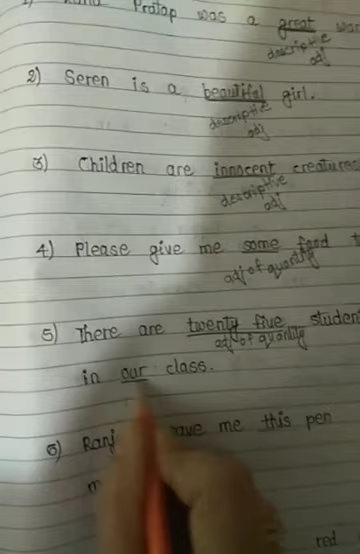 Pratap was a great
descriptive
adj
2) Seren is a beautiful girl.
descriptive
adj
3) Children are innocent creatures
descriptive
adj
4) Please give me some food
adj of quantity
5) There are twenty five studen
adj of quantity
in our class.
6) Ranj me this pen
red